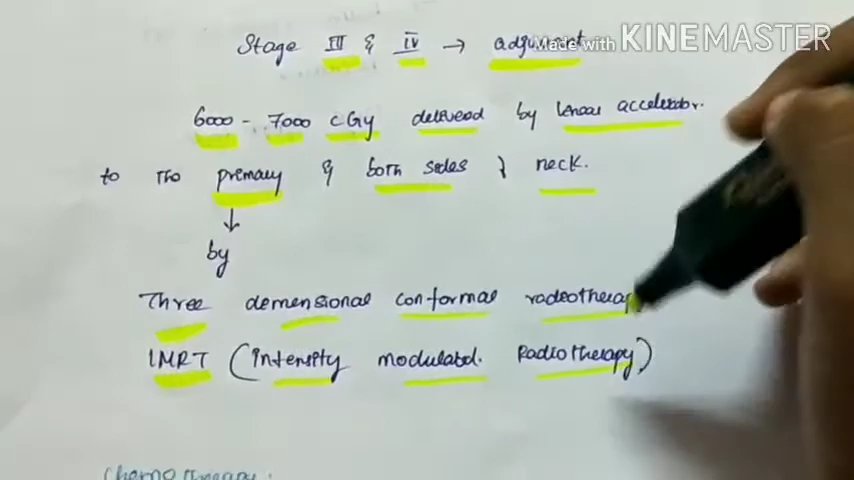 Stage III & IV → adjuvant
Made with KINEMASTER
6000 - 7000 cGy delivered by linear accelerator.
to the primary & both sides of neck.
↓
by
Three demensional conformal radiotherapy
IMRT (intensity modulated. Radiotherapy)
Chemotherapy.